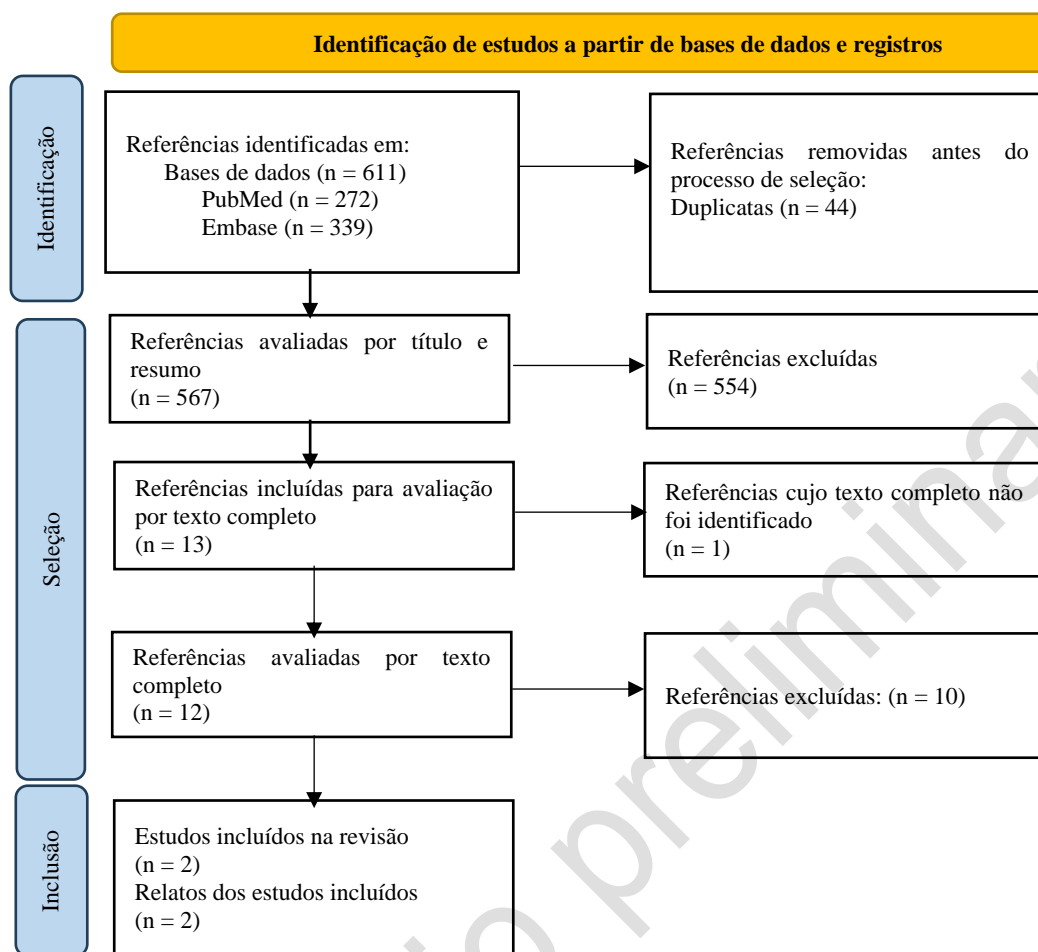 Identificação de estudos a partir de bases de dados e registros
Identificação
Referências identificadas em:
Bases de dados (n = 611)
PubMed (n = 272)
Embase (n = 339)
Referências removidas antes do
processo de seleção:
Duplicatas (n = 44)
Seleção
Referências avaliadas por título e
resumo
(n = 567)
Referências excluídas
(n = 554)
Referências incluídas para avaliação
por texto completo
(n = 13)
Referências cujo texto completo não
foi identificado
(n = 1)
Referências avaliadas por texto
completo
(n = 12)
Referências excluídas: (n = 10)
Inclusão
Estudos incluídos na revisão
(n = 2)
Relatos dos estudos incluídos
(n = 2)